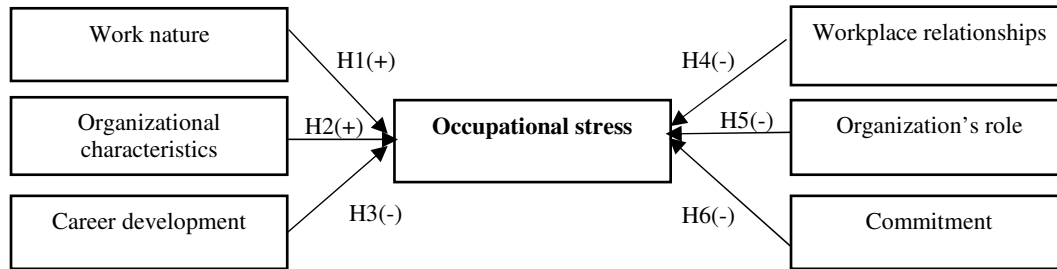 Work nature
H1(+)
Organizational
characteristics
H2(+)
Career development
H3(-)
Occupational stress
Workplace relationships
H4(-)
Organization's role
H5(-)
Commitment
H6(-)